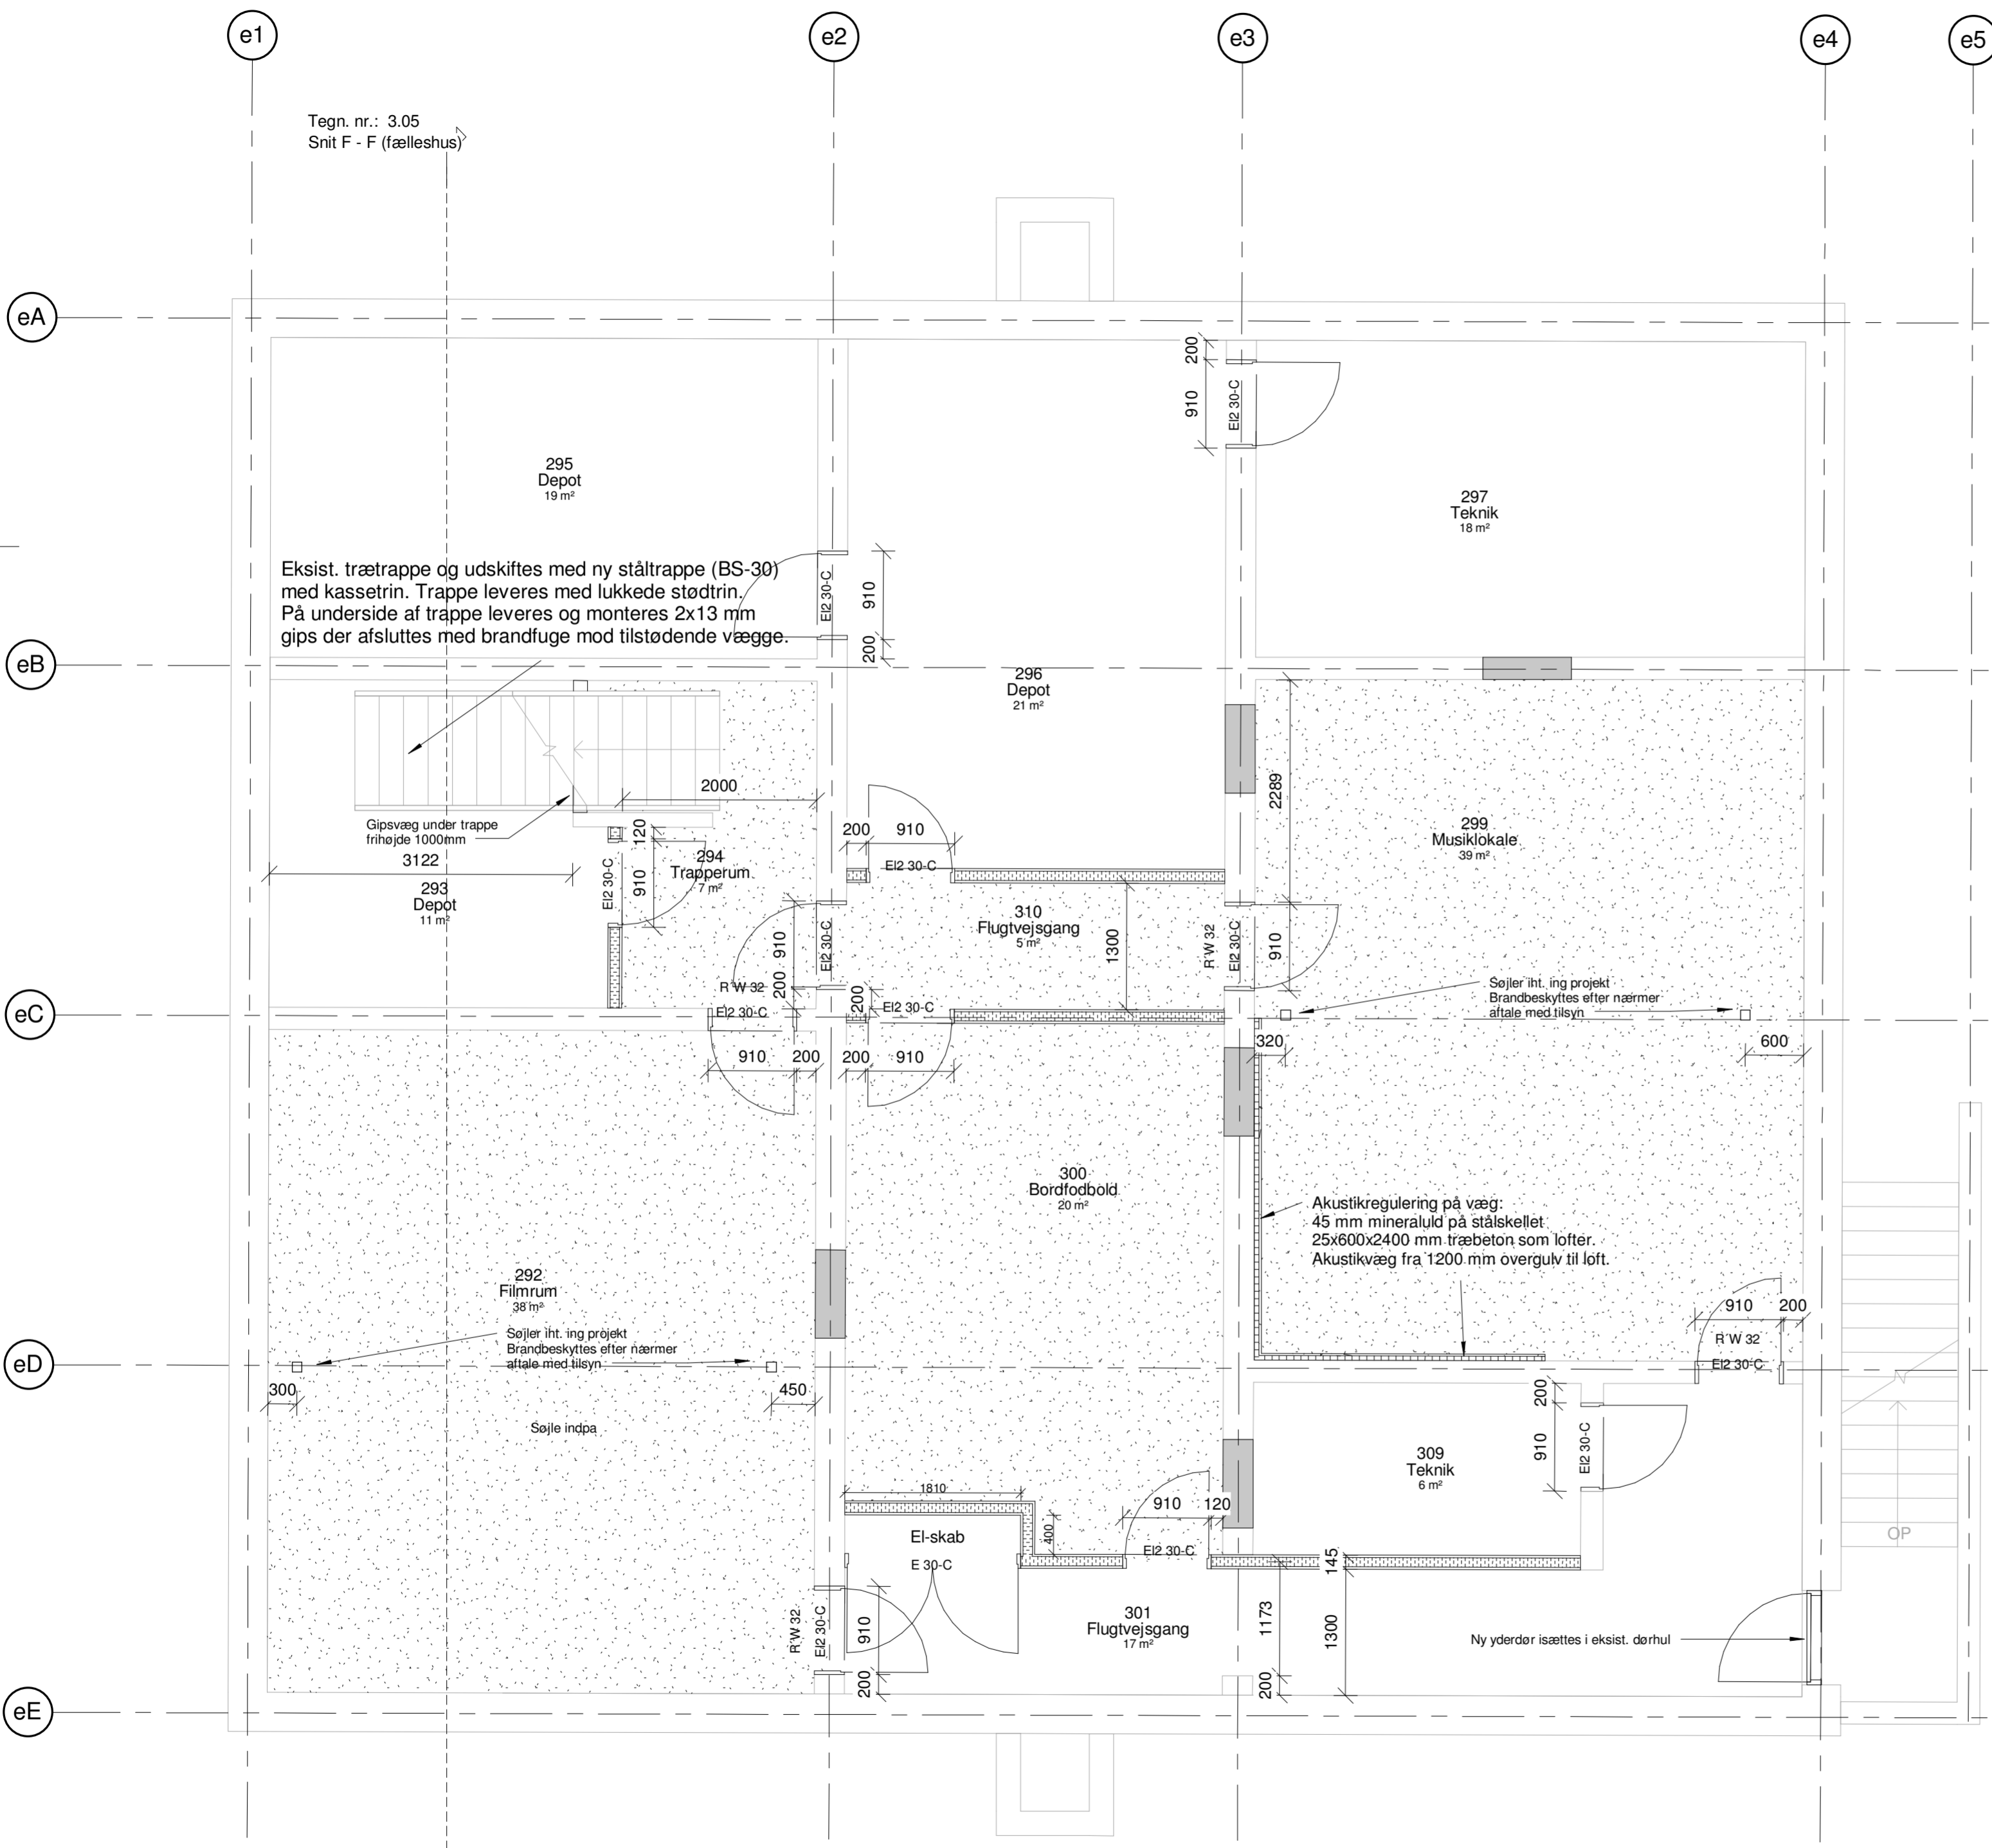 e1
e2
e3
e4
e5
Tegn. nr.: 3.05
Snit F - F (fælleshus)
eA
200
910
EI2 30-C
295
Depot
19 m²
297
Teknik
18 m²
Eksist. trætrappe og udskiftes med ny ståltrappe (BS-30)
med kassetrin. Trappe leveres med lukkede stødtrin.
På underside af trappe leveres og monteres 2x13 mm
gips der afsluttes med brandfuge mod tilstødende vægge.
EI2 30-C
910
200
eB
296
Depot
21 m²
2000
2289
Gipsvæg under trappe
frihøjde 1000mm
3122
120
910
EI2 30-C
294
Trapperum
7 m²
293
Depot
11 m²
200
910
EI2 30-C
299
Musiklokale
39 m²
310
Flugtvejsgang
5 m²
1300
R'W 32
EI2 30-C
910
910
200
EI2 30-C
R'W 32
EI2 30-C
200
EI2 30-C
Søjler iht. ing projekt
Brandbeskyttes efter nærmer
aftale med tilsyn
eC
320
600
910
200
200
910
300
Bordfodbold
20 m²
Akustikregulering på væg:
45 mm mineraluld på stålskellet
25x600x2400 mm træbeton som lofter.
Akustikvæg fra 1200 mm overgulv til loft.
292
Filmrum
38 m²
Søjler iht. ing projekt
Brandbeskyttes efter nærmer
aftale med tilsyn
910
200
R'W 32
EI2 30-C
eD
300
450
Søjle indpa
200
910
EI2 30-C
309
Teknik
6 m²
1810
910
120
400
EI2 30-C
El-skab
E 30-C
OP
145
R'W 32
EI2 30-C
910
200
301
Flugtvejsgang
17 m²
1173
200
1300
Ny yderdør isættes i eksist. dørhul
eE